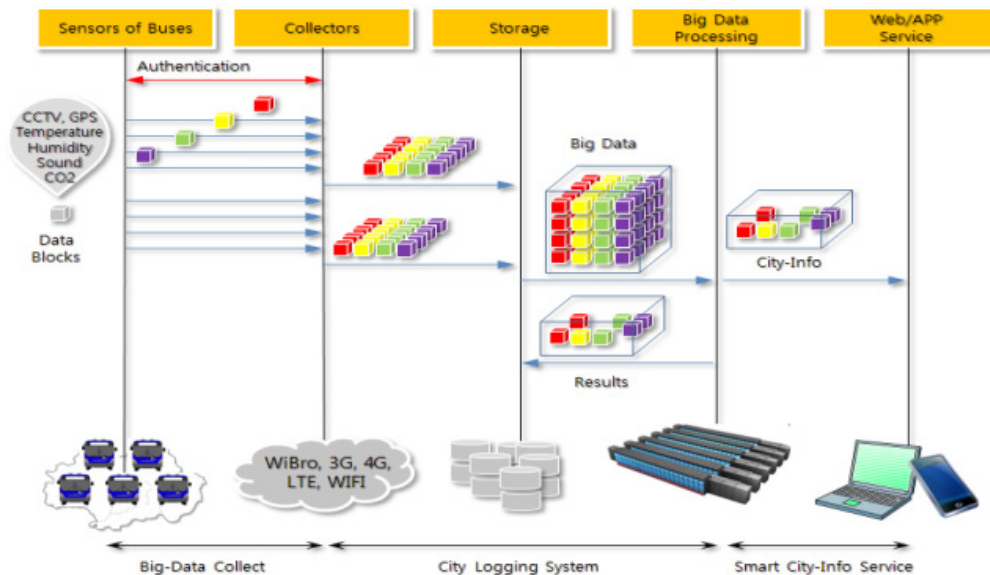 Sensors of Buses
Collectors
Storage
Big Data
Processing
Web/APP
Service
Authentication
CCTV, GPS
Temperature
Humidity
Sound
CO2
Data
Blocks
Big Data
City-Info
Results
WiBro, 3G, 4G,
LTE, WIFI
Big-Data Collect
City Logging System
Smart City-Info Service